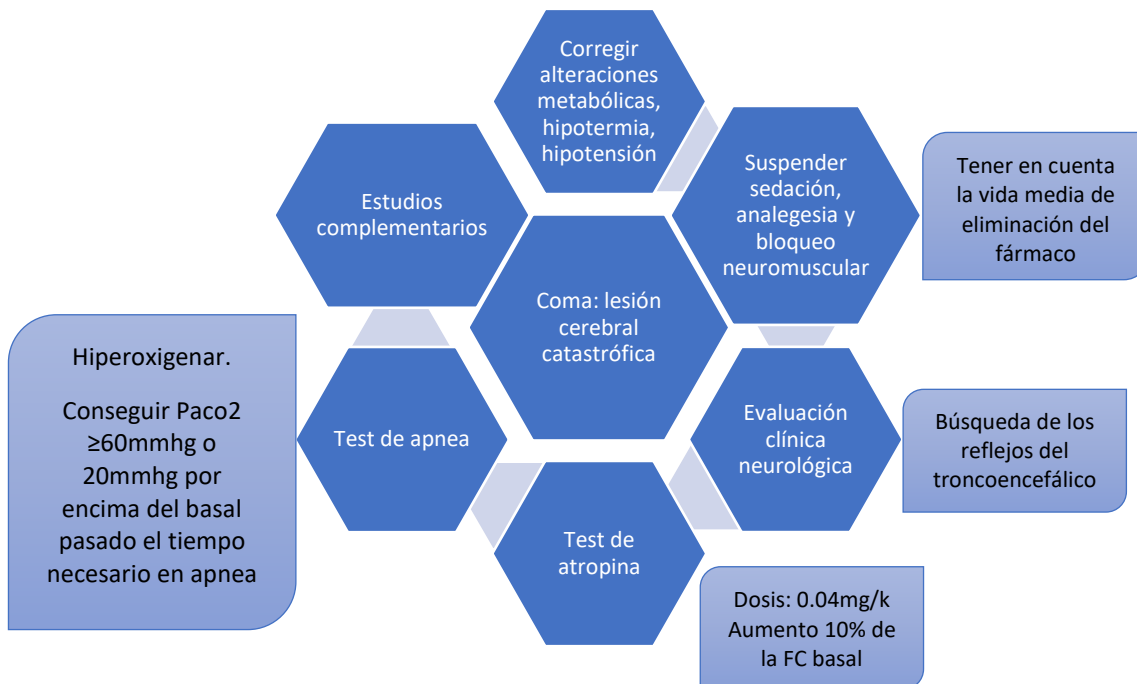 Corregir
alteraciones
metabólicas,
hipotermia,
hipotensión
Suspender
sedación,
analegesia y
bloqueo
neuromuscular
Tener en cuenta
la vida media de
eliminación del
fármaco
Estudios
complementarios
Coma: lesión
cerebral
catastrófica
Hiperoxigenar.
Conseguir Paco2
≥60mmhg o
20mmhg por
encima del basal
pasado el tiempo
necesario en apnea
Test de apnea
Evaluación
clínica
neurológica
Búsqueda de los
reflejos del
troncoencefálico
Test de
atropina
Dosis: 0.04mg/k
Aumento 10% de
la FC basal